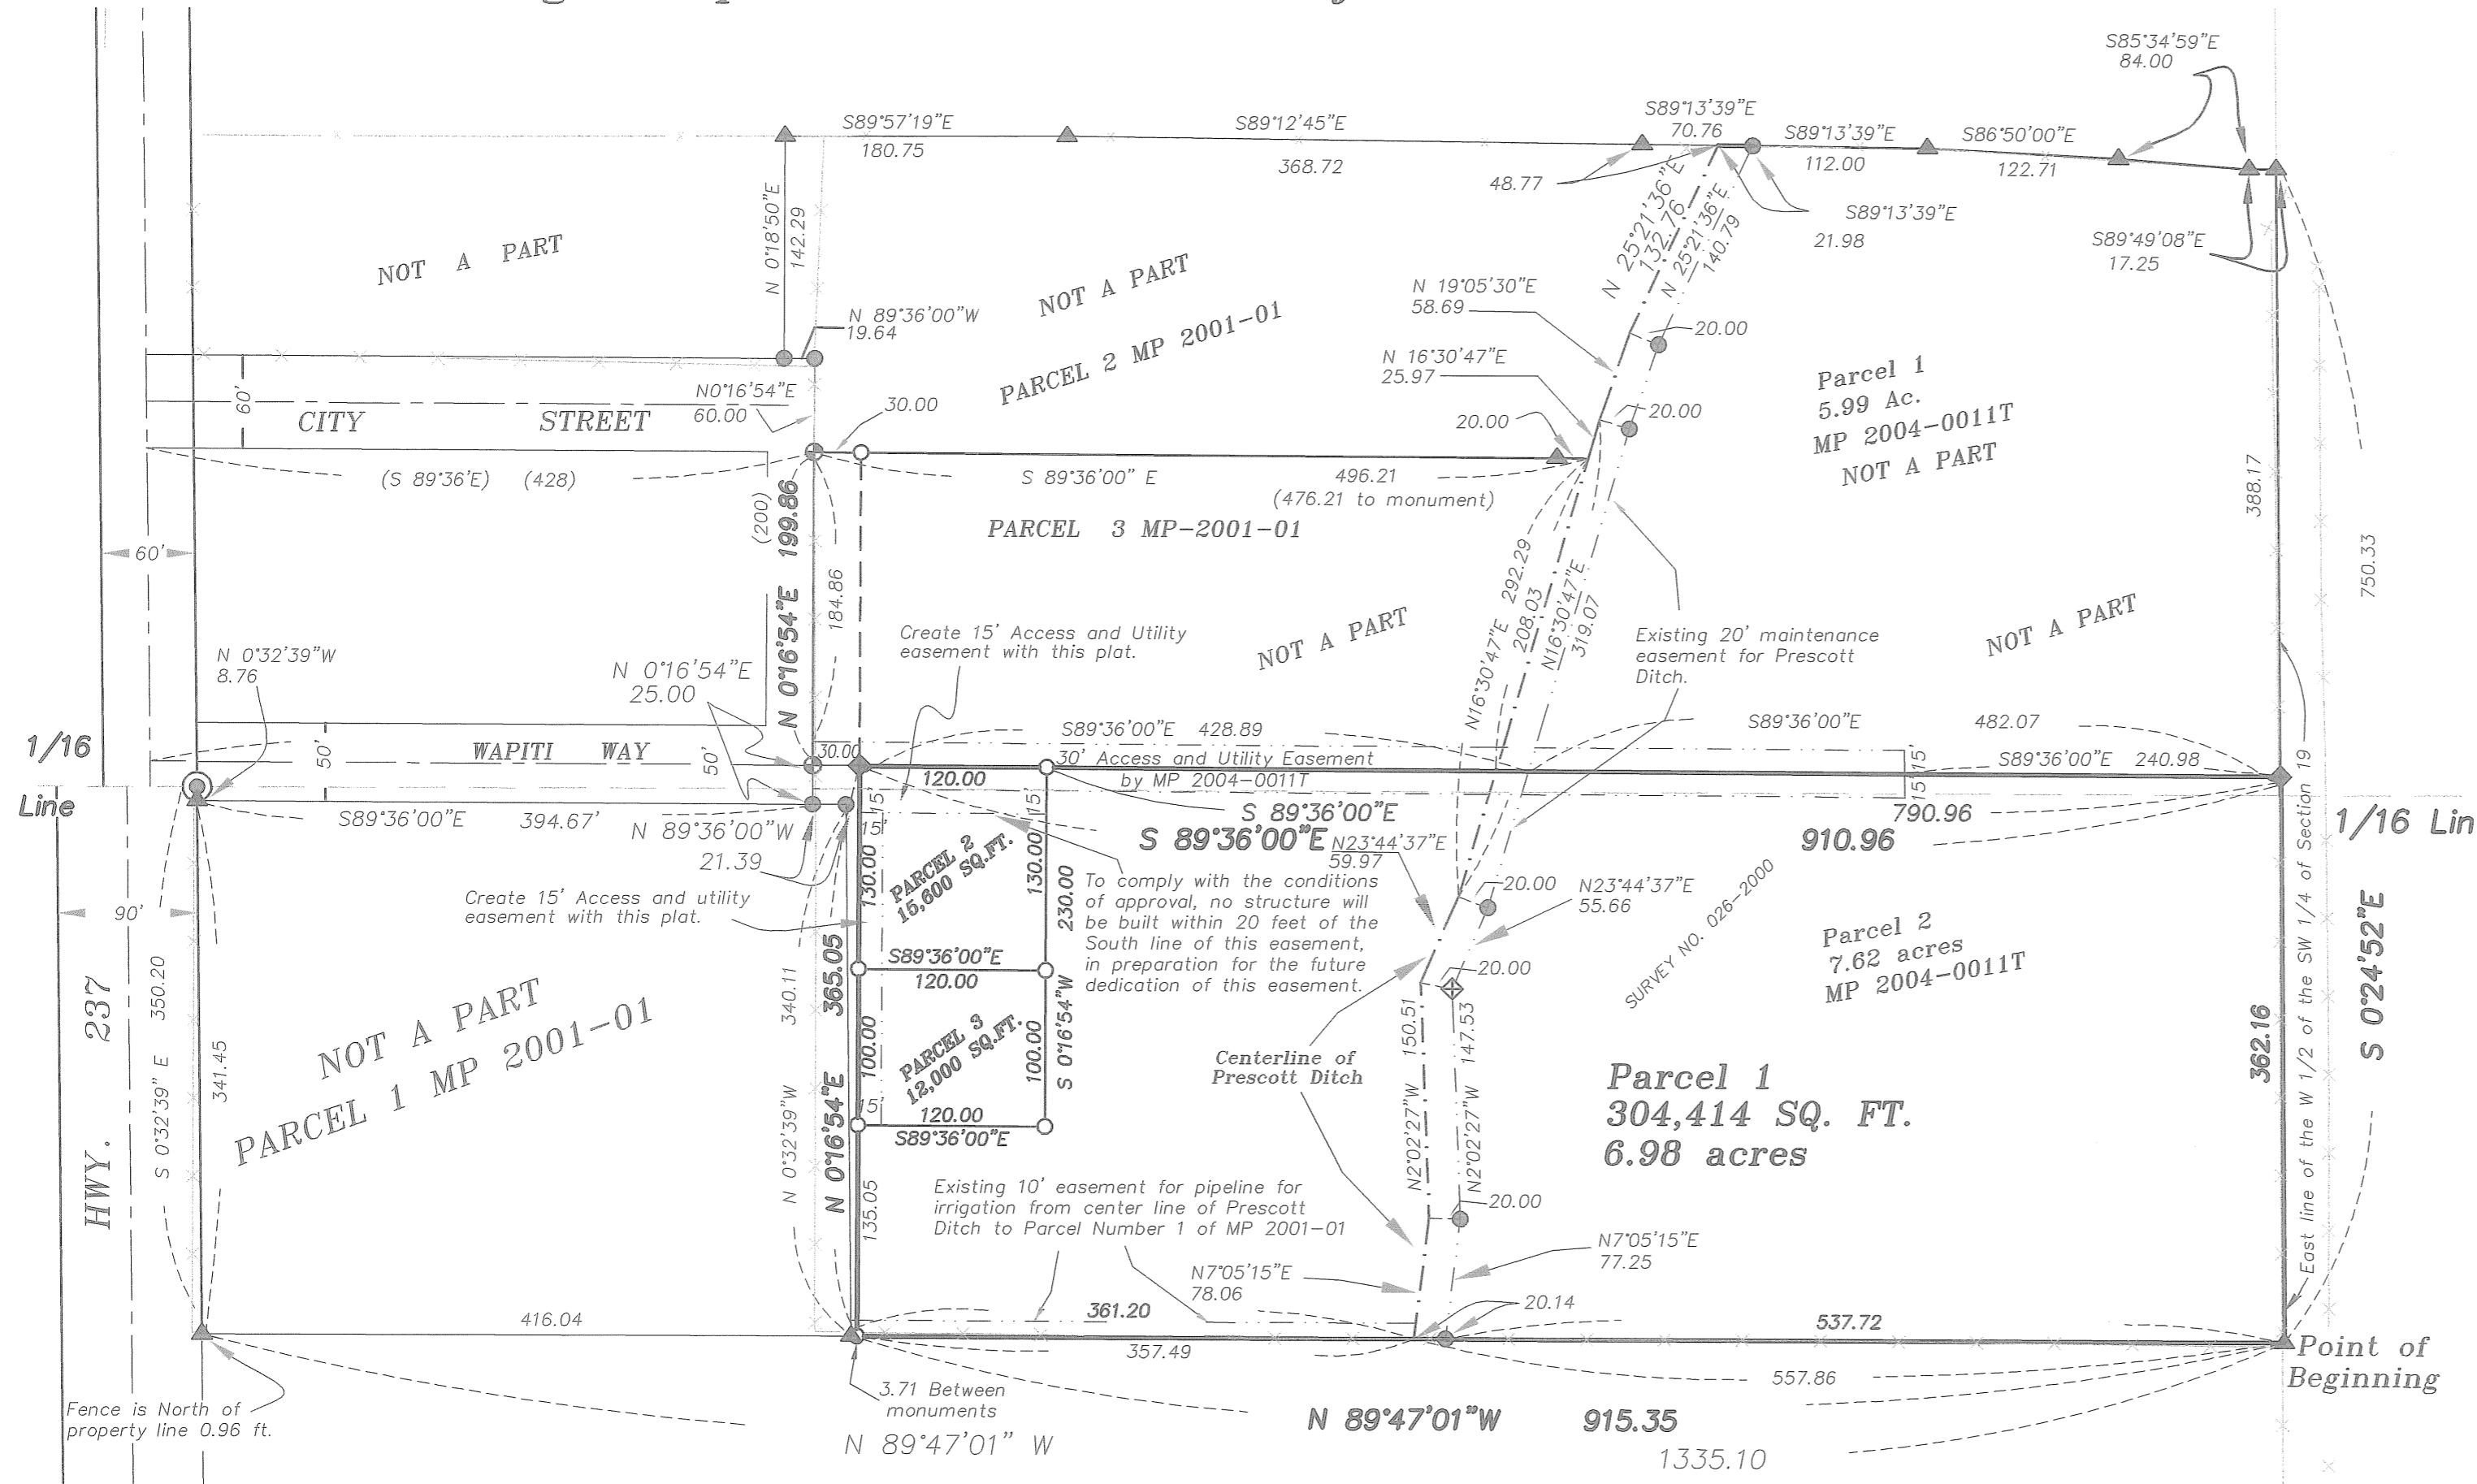 S85°34'59"E
84.00
S89°57'19"E
180.75
S89°12'45"E
368.72
S89°13'39"E
70.76
S89°13'39"E
112.00
S86°50'00"E
122.71
48.77
S89°13'39"E
21.98
S89°49'08"E
17.25
N 0°18'50"E
142.29
NOT A PART
NOT A PART
PARCEL 2 MP 2001-01
N 25°21'36"E
132.76
N 25°21'36"E
140.79
N 19°05'30"E
58.69
20.00
N 89°36'00"W
19.64
N 16°30'47"E
25.97
20.00
20.00
Parcel 1
5.99 Ac.
MP 2004-0011T
NOT A PART
60'
CITY STREET
N0°16'54"E
60.00
30.00
(S 89°36'E) (428)
S 89°36'00" E 496.21
(476.21 to monument)
PARCEL 3 MP-2001-01
388.17
750.33
60'
(200)
N 0°16'54"E 199.86
184.86
N16°30'47"E 292.29
208.03
N16°30'47"E
319.07
Create 15' Access and Utility
easement with this plat.
NOT A PART
Existing 20' maintenance
easement for Prescott
Ditch.
NOT A PART
N 0°32'39"W
8.76
N 0°16'54"E
25.00
1/16
Line
50'
WAPITI WAY
50'
30.00
S89°36'00"E 428.89
S89°36'00"E 482.07
30' Access and Utility Easement
by MP 2004-0011T
120.00
15'
15'
S89°36'00"E 240.98
S89°36'00"E 394.67'
N 89°36'00"W
21.39
15'
15'
15'
S 89°36'00"E
S 89°36'00"E
790.96
910.96
1/16 Lin
N23°44'37"E
59.97
90'
Create 15' Access and utility
easement with this plat.
130.00
PARCEL 2
15,600 SQ.FT.
130.00
230.00
To comply with the conditions
of approval, no structure will
be built within 20 feet of the
South line of this easement,
in preparation for the future
dedication of this easement.
20.00
N23°44'37"E
55.66
20.00
SURVEY NO. 026-2000
Parcel 2
7.62 acres
MP 2004-0011T
East line of the W 1/2 of the SW 1/4 of Section 19
S 0°24'52"E
362.16
HWY. 237
S 0°32'39" E 350.20
341.45
NOT A PART
PARCEL 1 MP 2001-01
340.11
N 0°32'39"W
N 0°16'54"E 365.05
S89°36'00"E
120.00
100.00
PARCEL 3
12,000 SQ.FT.
100.00
S 0°16'54"W
15'
120.00
S89°36'00"E
135.05
Centerline of
Prescott Ditch
N2°02'27"W 150.51
N2°02'27"W 147.53
Parcel 1
304,414 SQ. FT.
6.98 acres
Existing 10' easement for pipeline for
irrigation from center line of Prescott
Ditch to Parcel Number 1 of MP 2001-01
20.00
N7°05'15"E
77.25
N7°05'15"E
78.06
20.14
416.04
361.20
357.49
537.72
557.86
Point of
Beginning
3.71 Between
monuments
Fence is North of
property line 0.96 ft.
N 89°47'01"W 915.35
N 89°47'01" W 1335.10